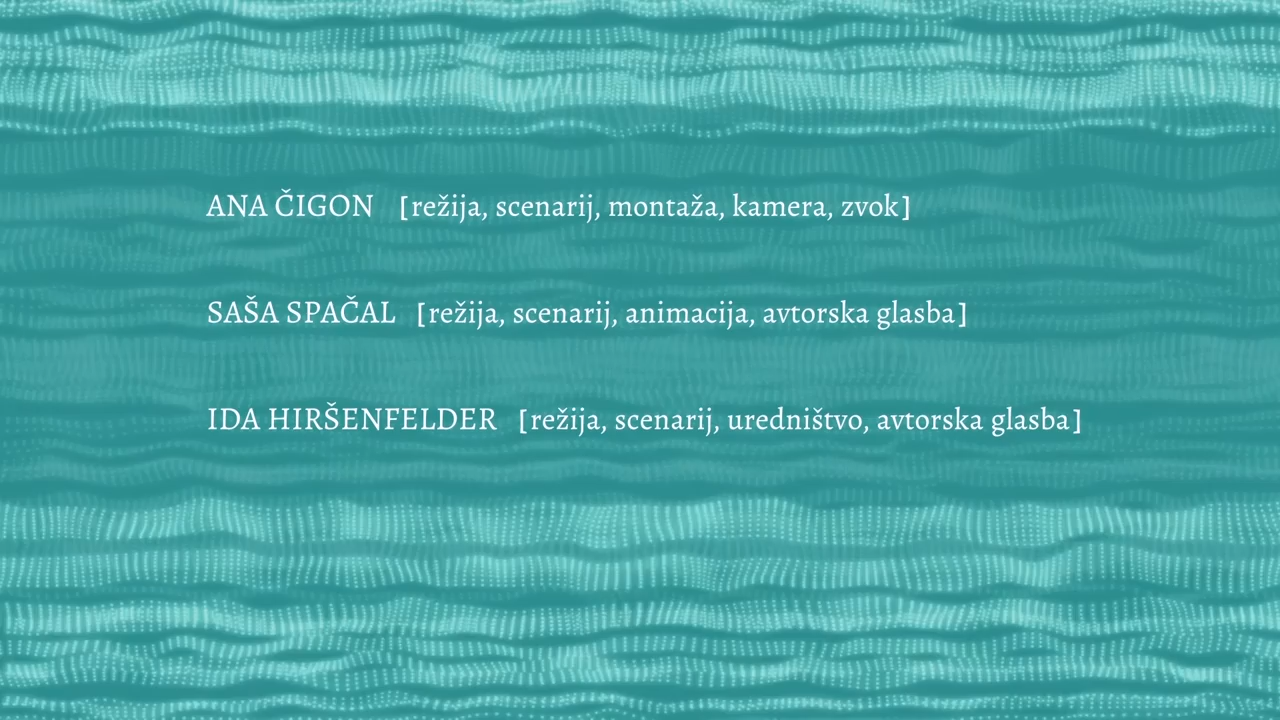 ANA ČIGON [režija, scenarij, montaža, kamera, zvok]
SAŠA SPAČAL [režija, scenarij, animacija, avtorska glasba]
IDA HIRŠENFELDER [režija, scenarij, uredništvo, avtorska glasba]